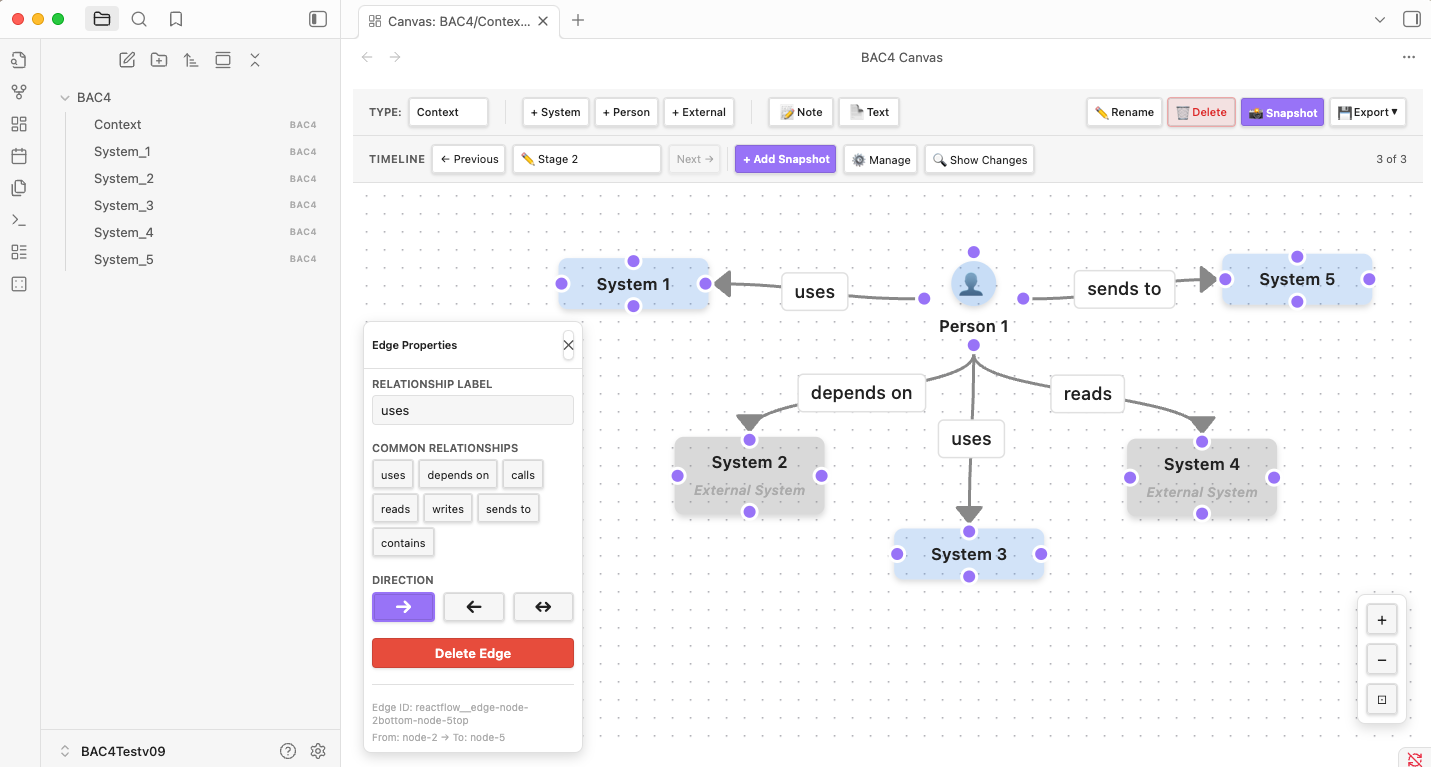 Canvas: BAC4/Contex...
BAC4 Canvas
BAC4
Context BAC4
System_1 BAC4
System_2 BAC4
System_3 BAC4
System_4 BAC4
System_5 BAC4
BAC4Testv09
TYPE: Context + System + Person + External Note Text Rename Delete Snapshot Export ▾
TIMELINE ← Previous Stage 2 Next → + Add Snapshot Manage Show Changes 3 of 3
System 1
uses
Person 1
sends to
System 5
depends on
uses
reads
System 2
External System
System 4
External System
System 3
Edge Properties
RELATIONSHIP LABEL
uses
COMMON RELATIONSHIPS
uses depends on calls
reads writes sends to
contains
DIRECTION
→ ← ↔
Delete Edge
Edge ID: reactflow__edge-node-
2bottom-node-5top
From: node-2 → To: node-5
+
−